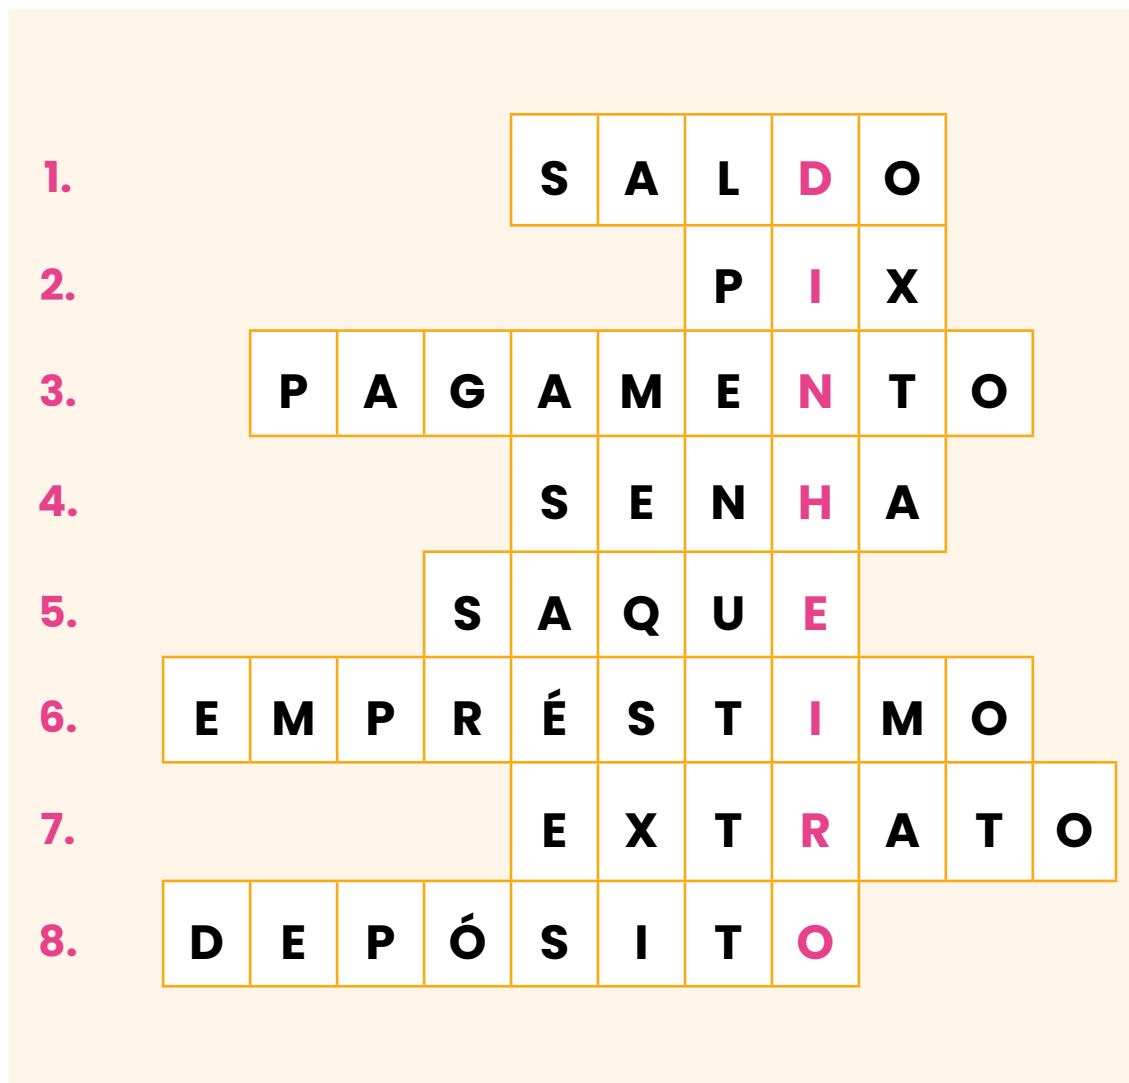 1. SALDO
2. PIX
3. PAGAMENTO
4. SENHA
5. SAQUE
6. EMPRÉSTIMO
7. EXTRATO
8. DEPÓSITO